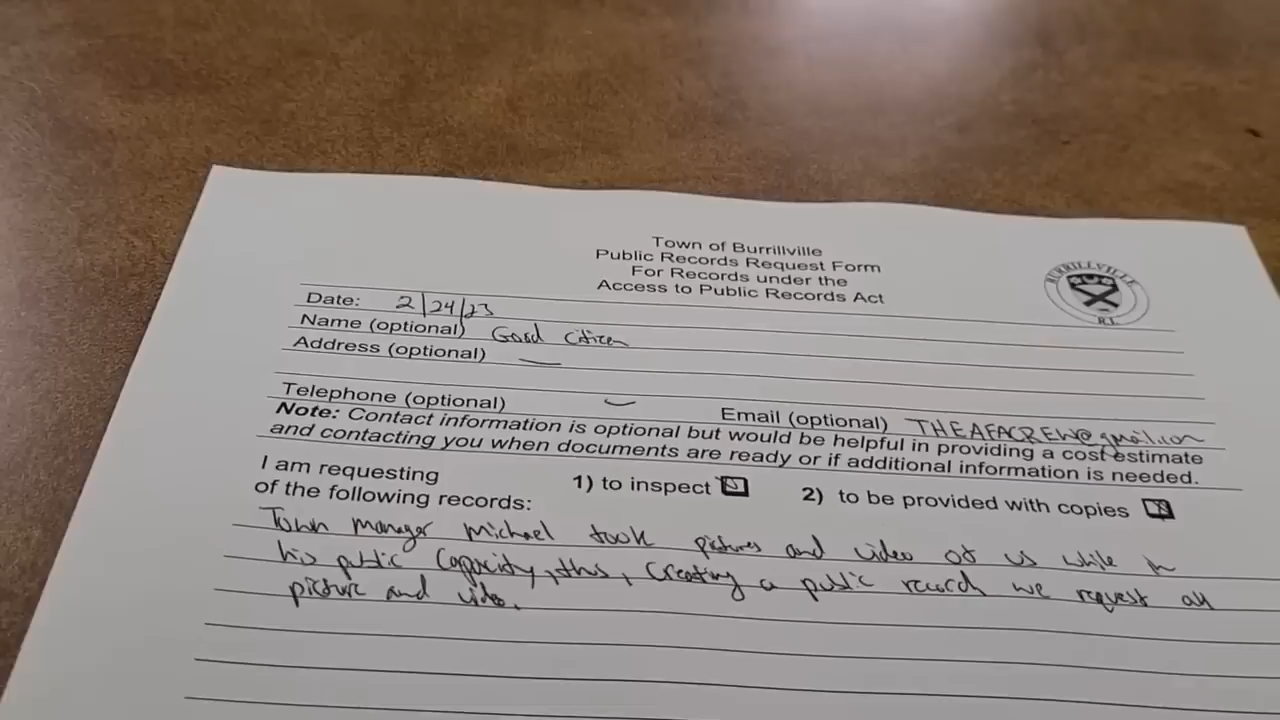 Town of Burrillville
Public Records Request Form
For Records under the
Access to Public Records Act
BURRILLVILLE
R.I.
Date: 2/24/23
Name (optional) Good Citizen
Address (optional) —
Telephone (optional) — Email (optional) THEAFACREW@gmail.com
Note: Contact information is optional but would be helpful in providing a cost estimate
and contacting you when documents are ready or if additional information is needed.
I am requesting 1) to inspect 2) to be provided with copies
of the following records:
Town manager Michael took pictures and video of us while in
his public capacity, thus, creating a public record we request all
picture and video.